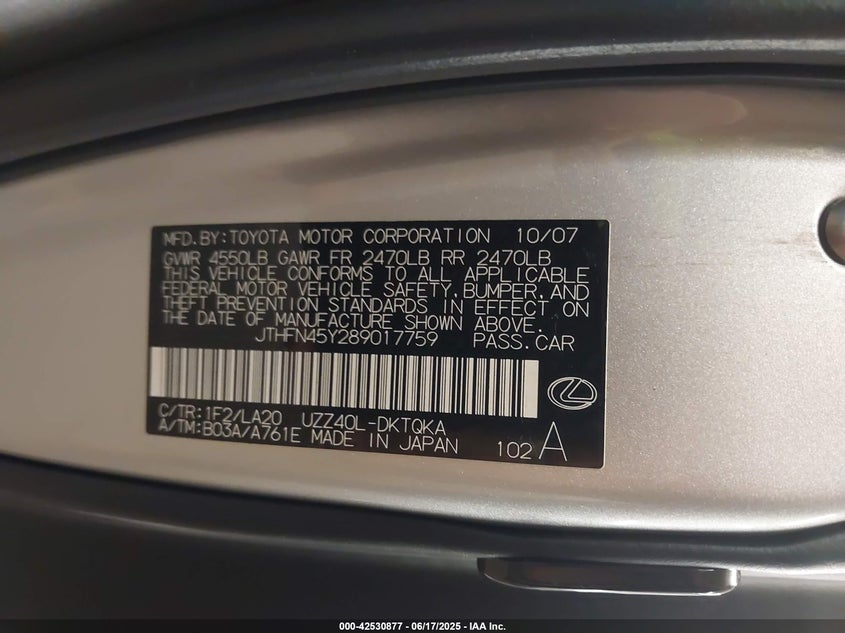 MFD.BY:TOYOTA MOTOR CORPORATION 10/07
GVWR 4550LB GAWR FR 2470LB RR 2470LB
THIS VEHICLE CONFORMS TO ALL APPLICABLE
FEDERAL MOTOR VEHICLE SAFETY,BUMPER,AND
THEFT PREVENTION STANDARDS IN EFFECT ON
THE DATE OF MANUFACTURE SHOWN ABOVE.
JTHFN45Y289017759 PASS.CAR
C/TR:1F2/LA20 UZZ40L-DKTQKA
A/TM:B03A/A761E MADE IN JAPAN 102 A
000-42530877 - 06/17/2025 - IAA Inc.